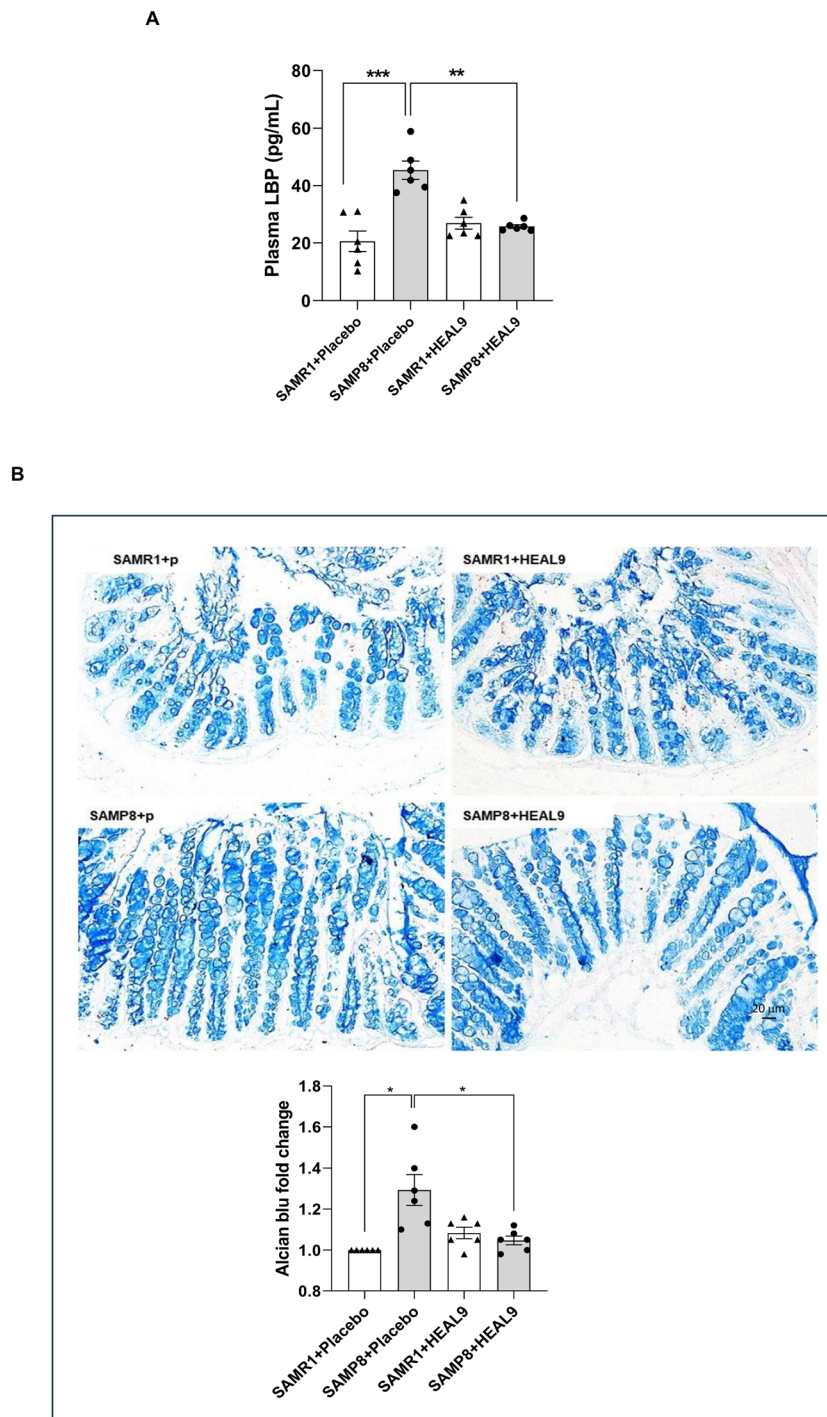 A
*** **
80
60
40
20
0
Plasma LBP (pg/mL)
SAMR1+Placebo
SAMP8+Placebo
SAMR1+HEAL9
SAMP8+HEAL9
B
SAMR1+p
SAMR1+HEAL9
SAMP8+p
SAMP8+HEAL9
20 µm
* *
1.8
1.6
1.4
1.2
1.0
0.8
Alcian blu fold change
SAMR1+Placebo
SAMP8+Placebo
SAMR1+HEAL9
SAMP8+HEAL9